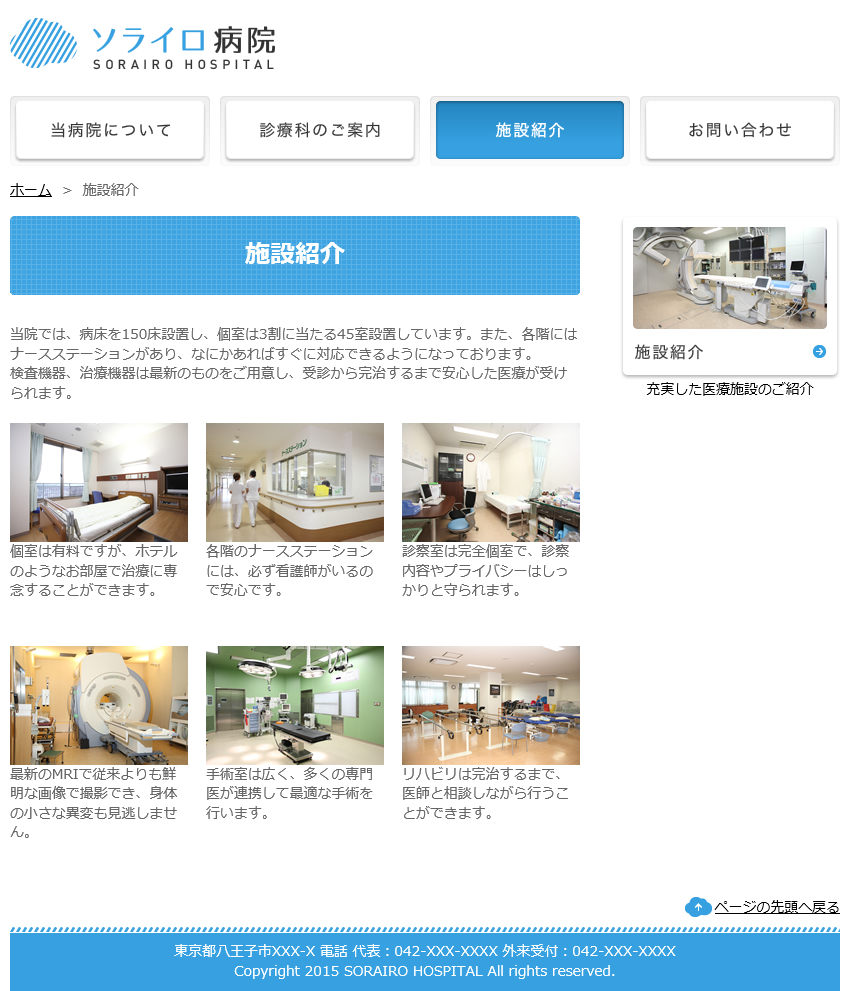 ソライロ病院
SORAIRO HOSPITAL
当病院について
診療科のご案内
施設紹介
お問い合わせ
ホーム > 施設紹介
施設紹介
当院では、病床を150床設置し、個室は3割に当たる45室設置しています。また、各階には
ナースステーションがあり、なにかあればすぐに対応できるようになっております。
検査機器、治療機器は最新のものをご用意し、受診から完治するまで安心した医療が受け
られます。
ナースステーション
個室は有料ですが、ホテル
のようなお部屋で治療に専
念することができます。
各階のナースステーション
には、必ず看護師がいるの
で安心です。
診察室は完全個室で、診察
内容やプライバシーはしっ
かりと守られます。
最新のMRIで従来よりも鮮
明な画像で撮影でき、身体
の小さな異変も見逃しませ
ん。
手術室は広く、多くの専門
医が連携して最適な手術を
行います。
リハビリは完治するまで、
医師と相談しながら行うこ
とができます。
施設紹介
充実した医療施設のご紹介
ページの先頭へ戻る
東京都八王子市XXX-X 電話 代表：042-XXX-XXXX 外来受付：042-XXX-XXXX
Copyright 2015 SORAIRO HOSPITAL All rights reserved.